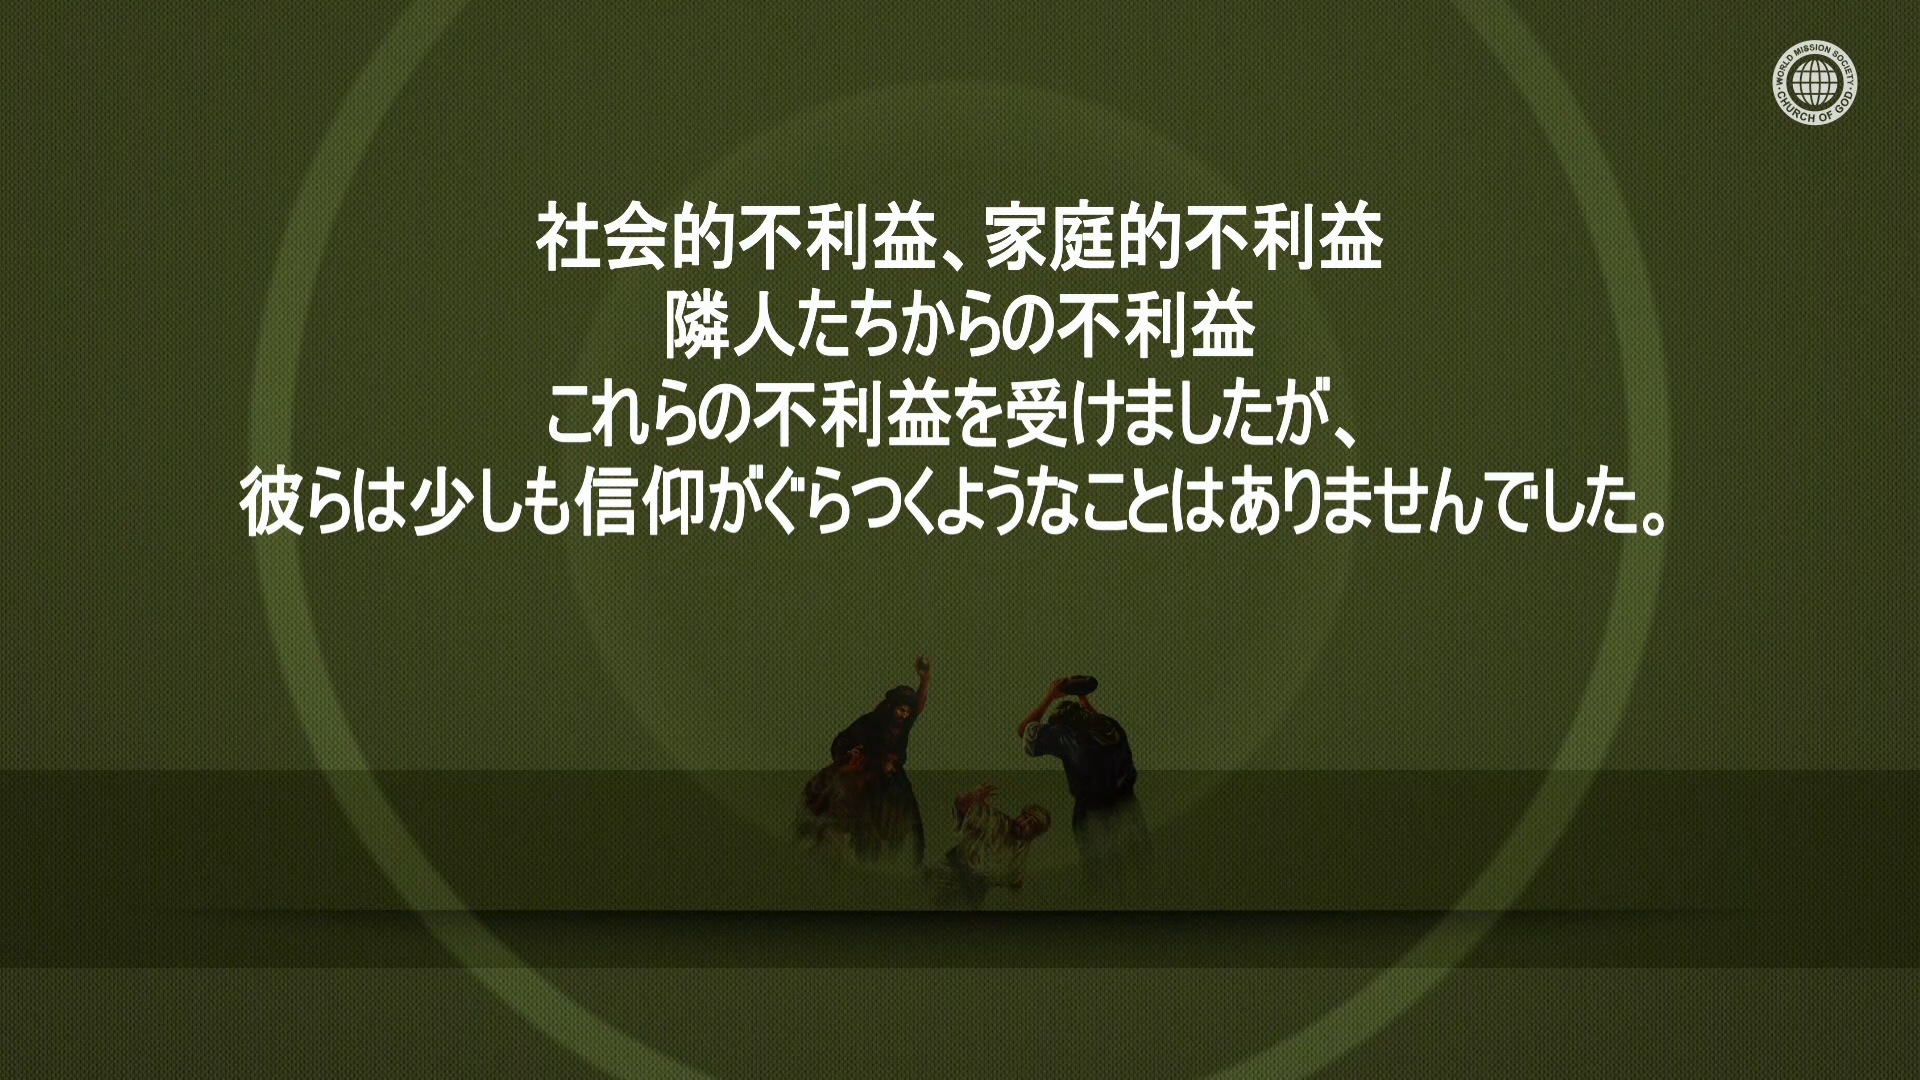 WORLD MISSION SOCIETY
CHURCH OF GOD
社会的不利益、家庭的不利益
隣人たちからの不利益
これらの不利益を受けましたが、
彼らは少しも信仰がぐらつくようなことはありませんでした。